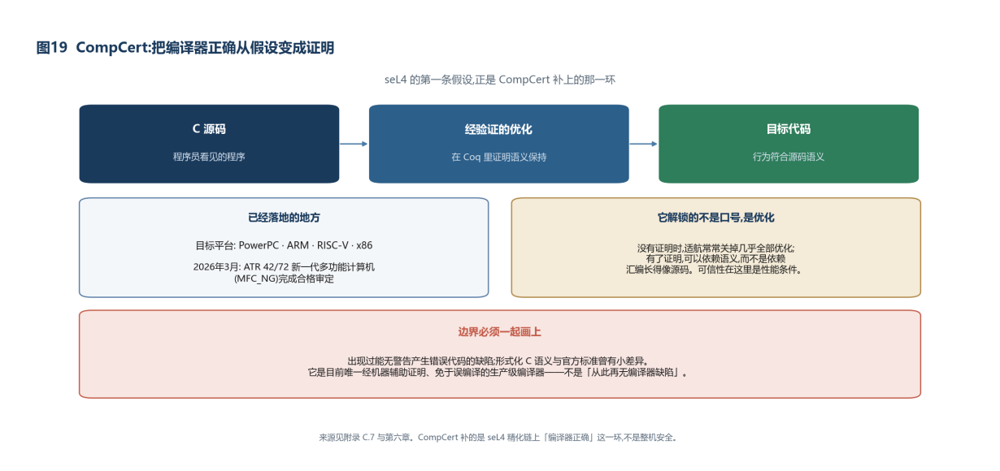 图19 CompCert:把编译器正确从假设变成证明
seL4 的第一条假设,正是 CompCert 补上的那一环
C 源码
程序员看见的程序
经验证的优化
在 Coq 里证明语义保持
目标代码
行为符合源码语义
已经落地的地方
目标平台: PowerPC · ARM · RISC-V · x86
2026年3月: ATR 42/72 新一代多功能计算机
(MFC_NG)完成合格审定
它解锁的不是口号,是优化
没有证明时,适航常常关掉几乎全部优化;
有了证明,可以依赖语义,而不是依赖
汇编长得像源码。可信性在这里是性能条件。
边界必须一起画上
出现过能无警告产生错误代码的缺陷;形式化 C 语义与官方标准曾有小差异。
它是目前唯一经机器辅助证明、免于误编译的生产级编译器——不是「从此再无编译器缺陷」。
来源见附录 C.7 与第六章。CompCert 补的是 seL4 精化链上「编译器正确」这一环,不是整机安全。